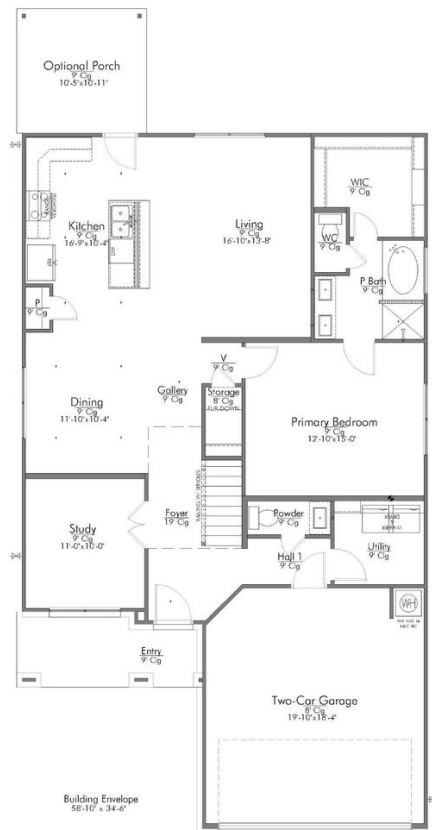 Optional Porch
9' Clg
10'-5"x10'-11"
WIC
9' Clg
Kitchen
9' Clg
16'-9"x10'-4"
Living
9' Clg
16'-10"x13'-8"
WC
9' Clg
P Bath
9' Clg
DW
P
9' Clg
V
9' Clg
Gallery
9' Clg
Storage
8' Clg
FUR-DOWN
Dining
9' Clg
11'-10"x10'-4"
Primary Bedroom
9' Clg
12'-10"x15'-0"
Study
9' Clg
11'-0"x10'-0"
Foyer
19' Clg
Powder
9' Clg
Utility
9' Clg
Hall 1
9' Clg
WH
Entry
9' Clg
Two-Car Garage
8' Clg
19'-10"x18'-4"
Building Envelope
58'-10" x 34'-6"